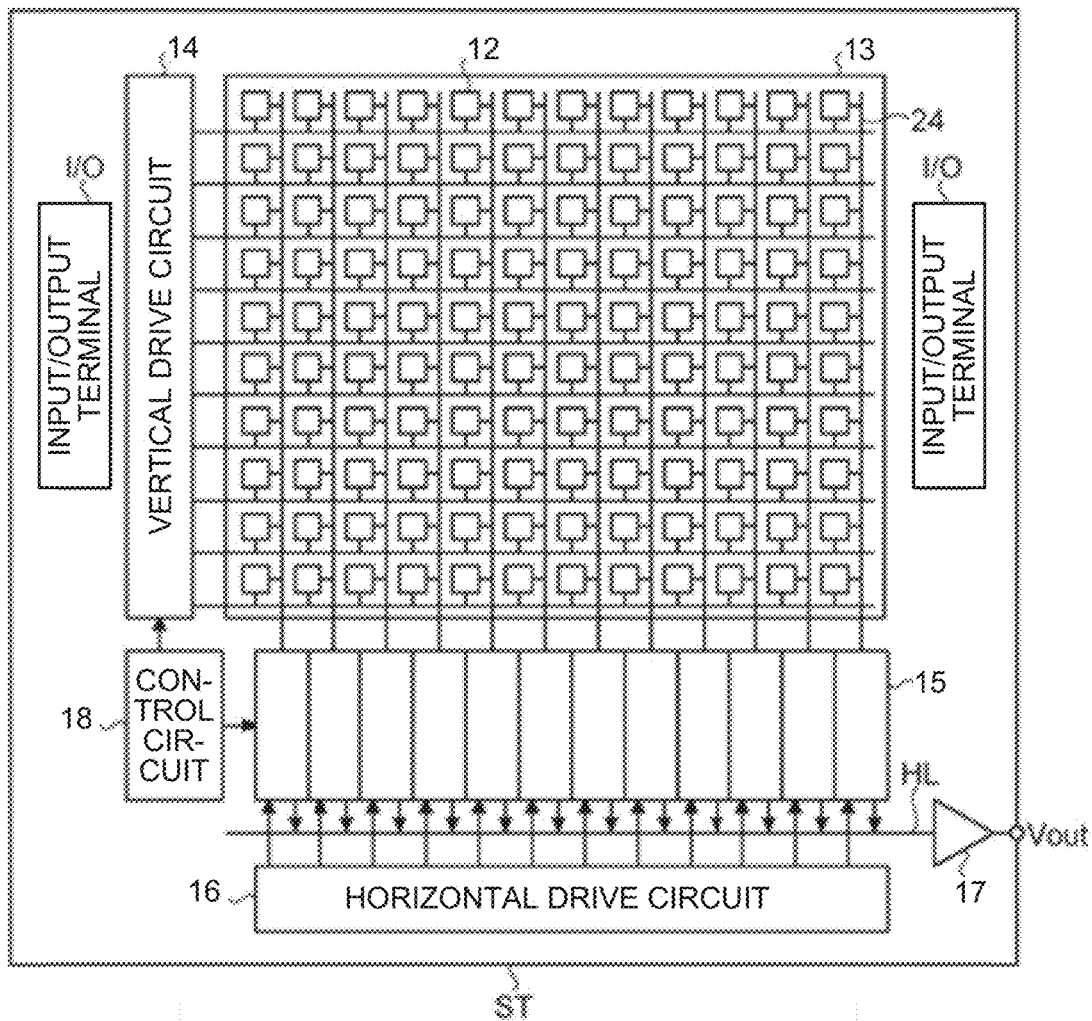 14
12
13
24
I/O
I/O
INPUT/OUTPUT
TERMINAL
VERTICAL DRIVE CIRCUIT
INPUT/OUTPUT
TERMINAL
18
CON-
TROL
CIR-
CUIT
15
HL
Vout
17
16
HORIZONTAL DRIVE CIRCUIT
ST